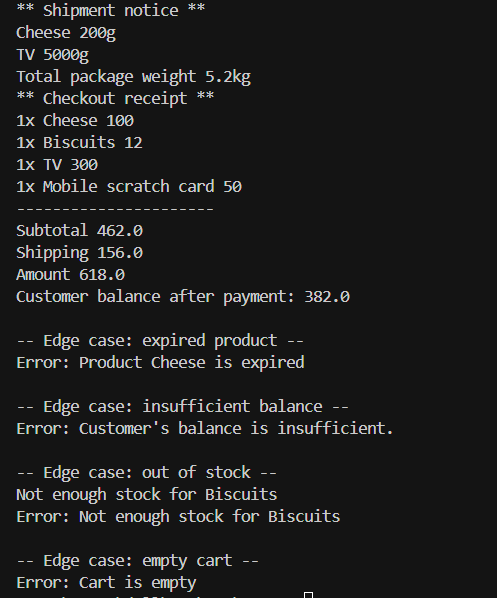 ** Shipment notice **
Cheese 200g
TV 5000g
Total package weight 5.2kg
** Checkout receipt **
1x Cheese 100
1x Biscuits 12
1x TV 300
1x Mobile scratch card 50
----------------------
Subtotal 462.0
Shipping 156.0
Amount 618.0
Customer balance after payment: 382.0

-- Edge case: expired product --
Error: Product Cheese is expired

-- Edge case: insufficient balance --
Error: Customer's balance is insufficient.

-- Edge case: out of stock --
Not enough stock for Biscuits
Error: Not enough stock for Biscuits

-- Edge case: empty cart --
Error: Cart is empty